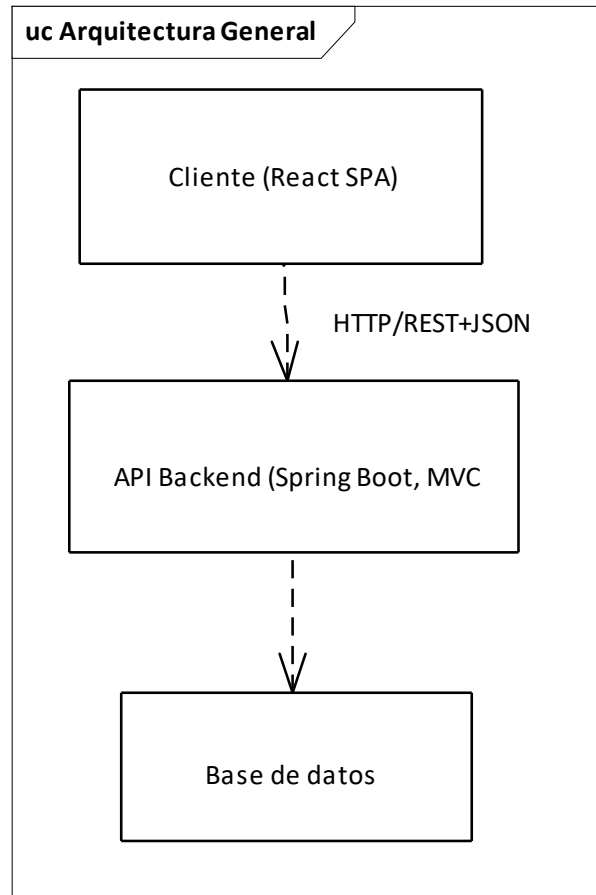 uc Arquitectura General
Cliente (React SPA)
HTTP/REST+JSON
API Backend (Spring Boot, MVC
Base de datos